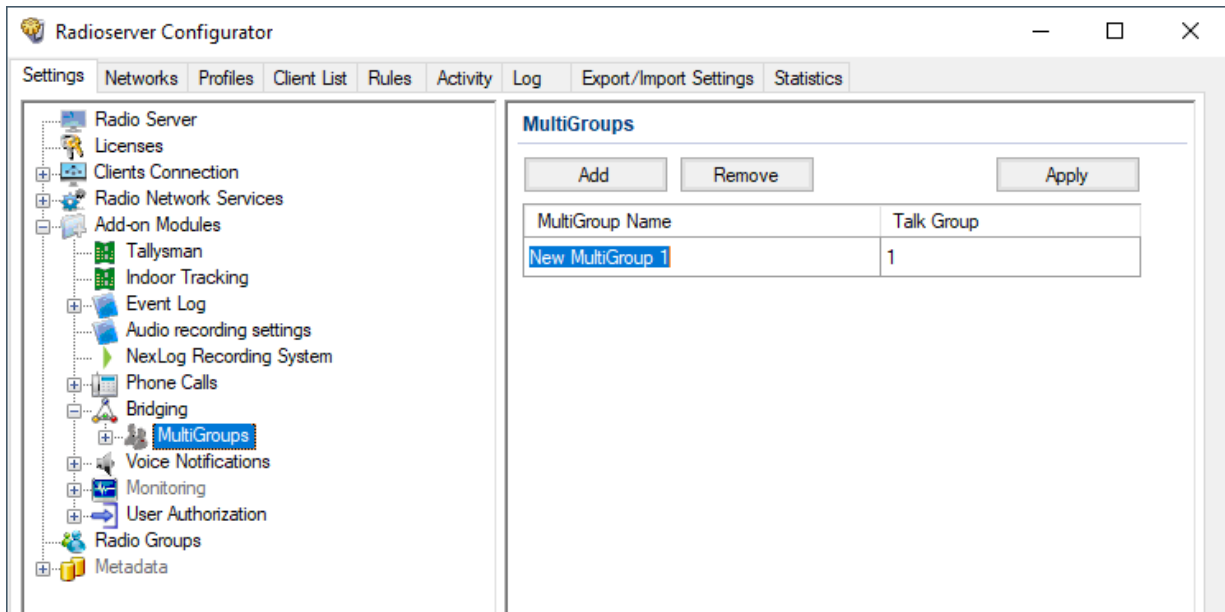 Radioserver Configurator
Settings Networks Profiles Client List Rules Activity Log Export/Import Settings Statistics
Radio Server
Licenses
Clients Connection
Radio Network Services
Add-on Modules
Tallysman
Indoor Tracking
Event Log
Audio recording settings
NexLog Recording System
Phone Calls
Bridging
MultiGroups
Voice Notifications
Monitoring
User Authorization
Radio Groups
Metadata
MultiGroups
Add Remove Apply
MultiGroup Name Talk Group
New MultiGroup 1 1